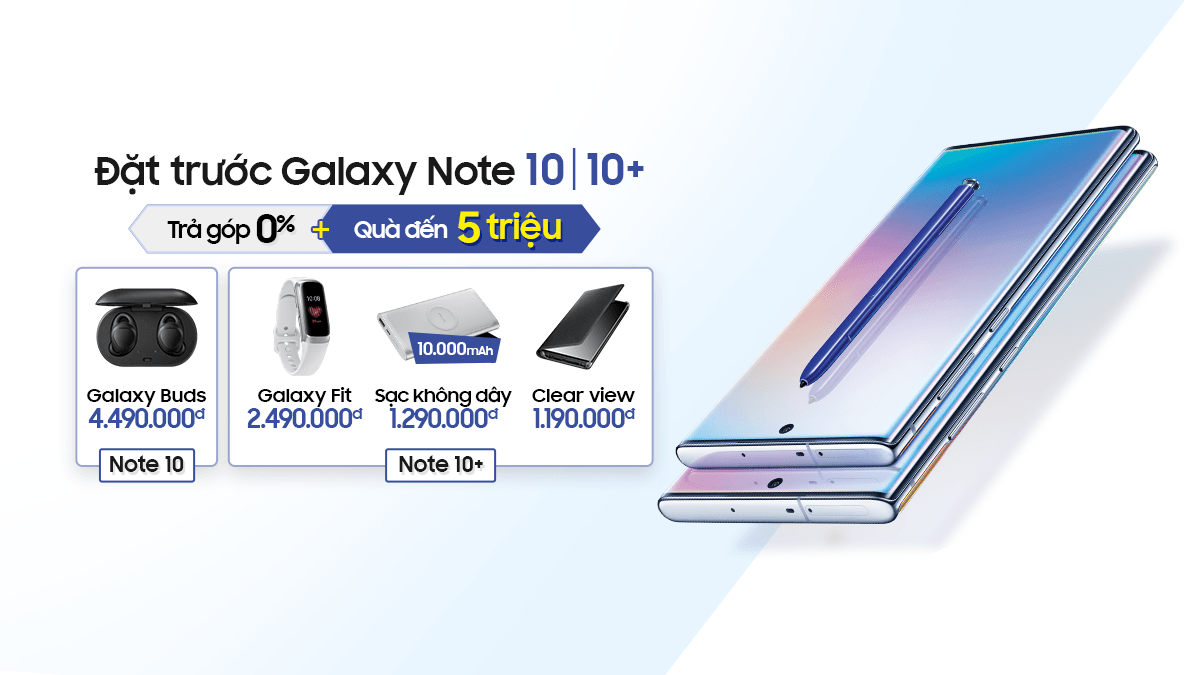 Đặt trước Galaxy Note 10|10+
Trả góp 0% + Quà đến 5 triệu
Galaxy Buds
4.490.000đ
Note 10
10.000mAh
Galaxy Fit
2.490.000đ
Sạc không dây
1.290.000đ
Clear view
1.190.000đ
Note 10+